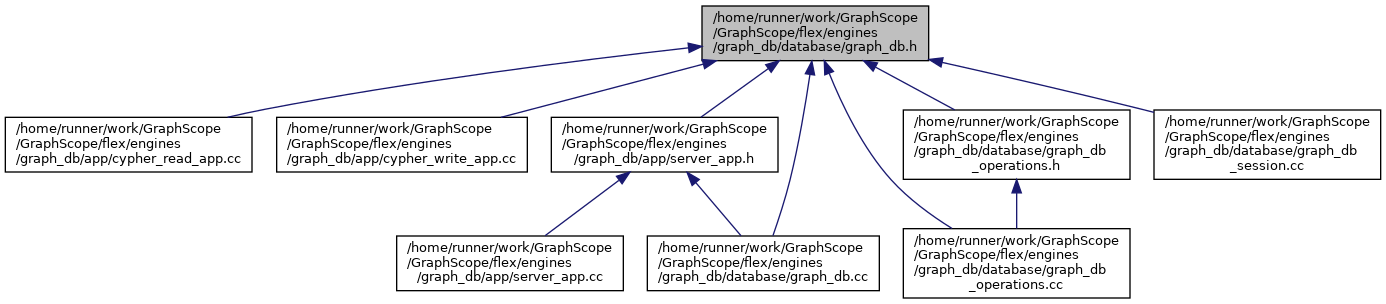 /home/runner/work/GraphScope
/GraphScope/flex/engines
/graph_db/database/graph_db.h
/home/runner/work/GraphScope
/GraphScope/flex/engines
/graph_db/app/cypher_read_app.cc
/home/runner/work/GraphScope
/GraphScope/flex/engines
/graph_db/app/cypher_write_app.cc
/home/runner/work/GraphScope
/GraphScope/flex/engines
/graph_db/app/server_app.h
/home/runner/work/GraphScope
/GraphScope/flex/engines
/graph_db/database/graph_db
_operations.h
/home/runner/work/GraphScope
/GraphScope/flex/engines
/graph_db/database/graph_db
_session.cc
/home/runner/work/GraphScope
/GraphScope/flex/engines
/graph_db/app/server_app.cc
/home/runner/work/GraphScope
/GraphScope/flex/engines
/graph_db/database/graph_db.cc
/home/runner/work/GraphScope
/GraphScope/flex/engines
/graph_db/database/graph_db
_operations.cc